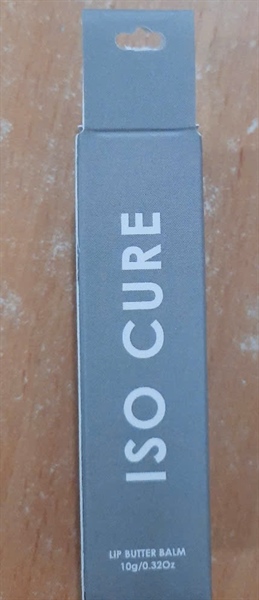 ISO CURE
LIP BUTTER BALM
10g/0.32Oz